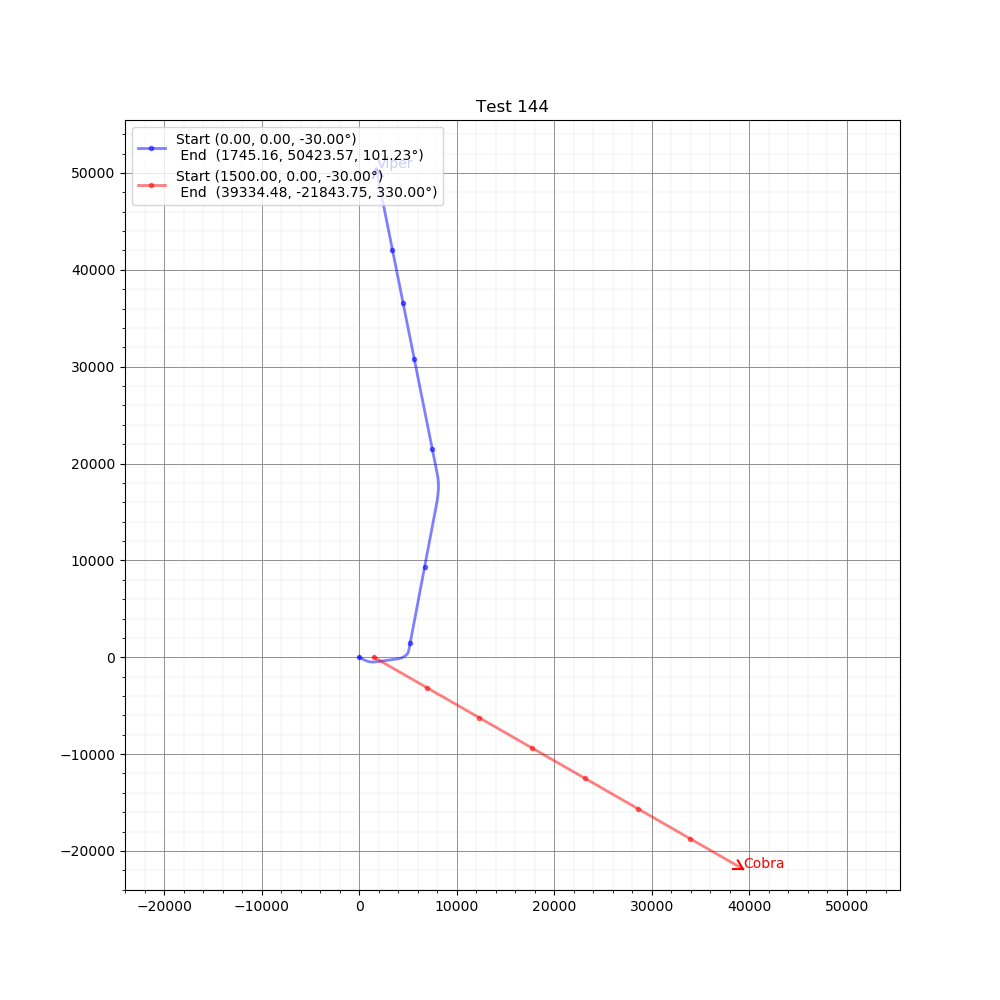 Test 144
Start (0.00, 0.00, -30.00°)
End  (1745.16, 50423.57, 101.23°)
Start (1500.00, 0.00, -30.00°)
End  (39334.48, -21843.75, 330.00°)
Viper
50000
40000
30000
20000
10000
0
−10000
−20000
Cobra
−20000 −10000 0 10000 20000 30000 40000 50000